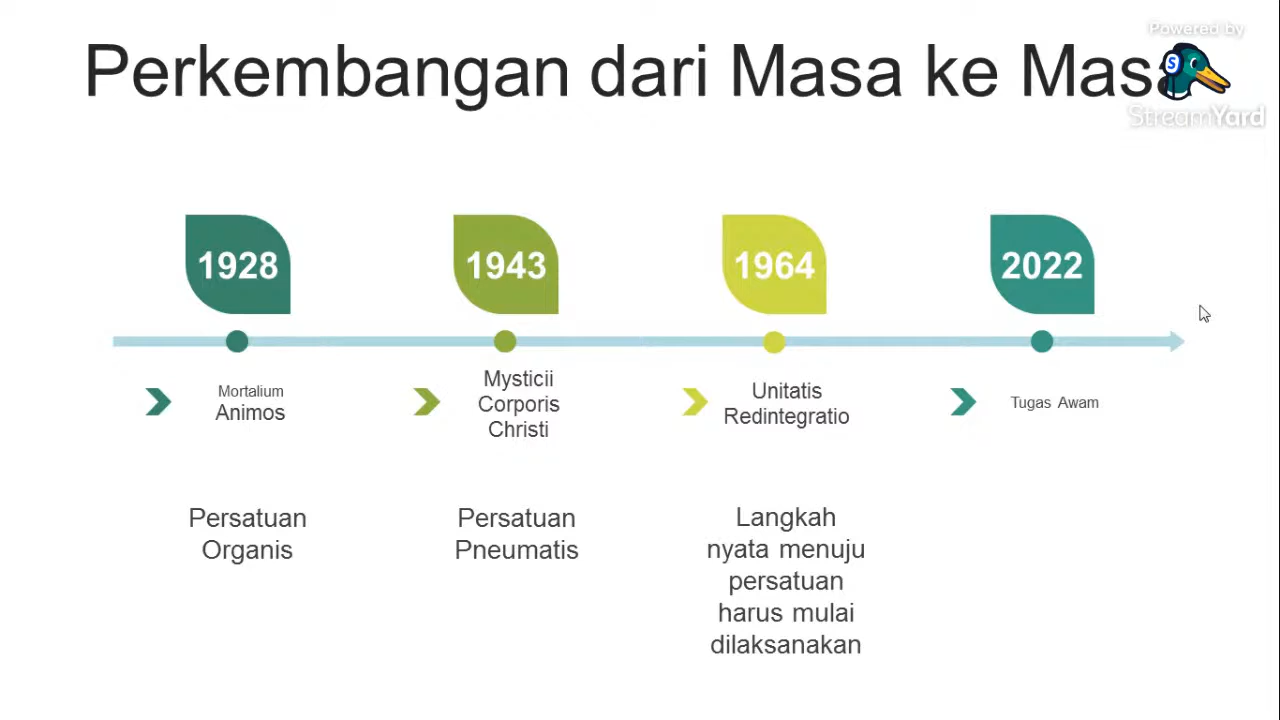 Perkembangan dari Masa ke Masa
Powered by
S
StreamYard
1928
1943
1964
2022
Mortalium
Animos
Mysticii
Corporis
Christi
Unitatis
Redintegratio
Tugas Awam
Persatuan
Organis
Persatuan
Pneumatis
Langkah
nyata menuju
persatuan
harus mulai
dilaksanakan